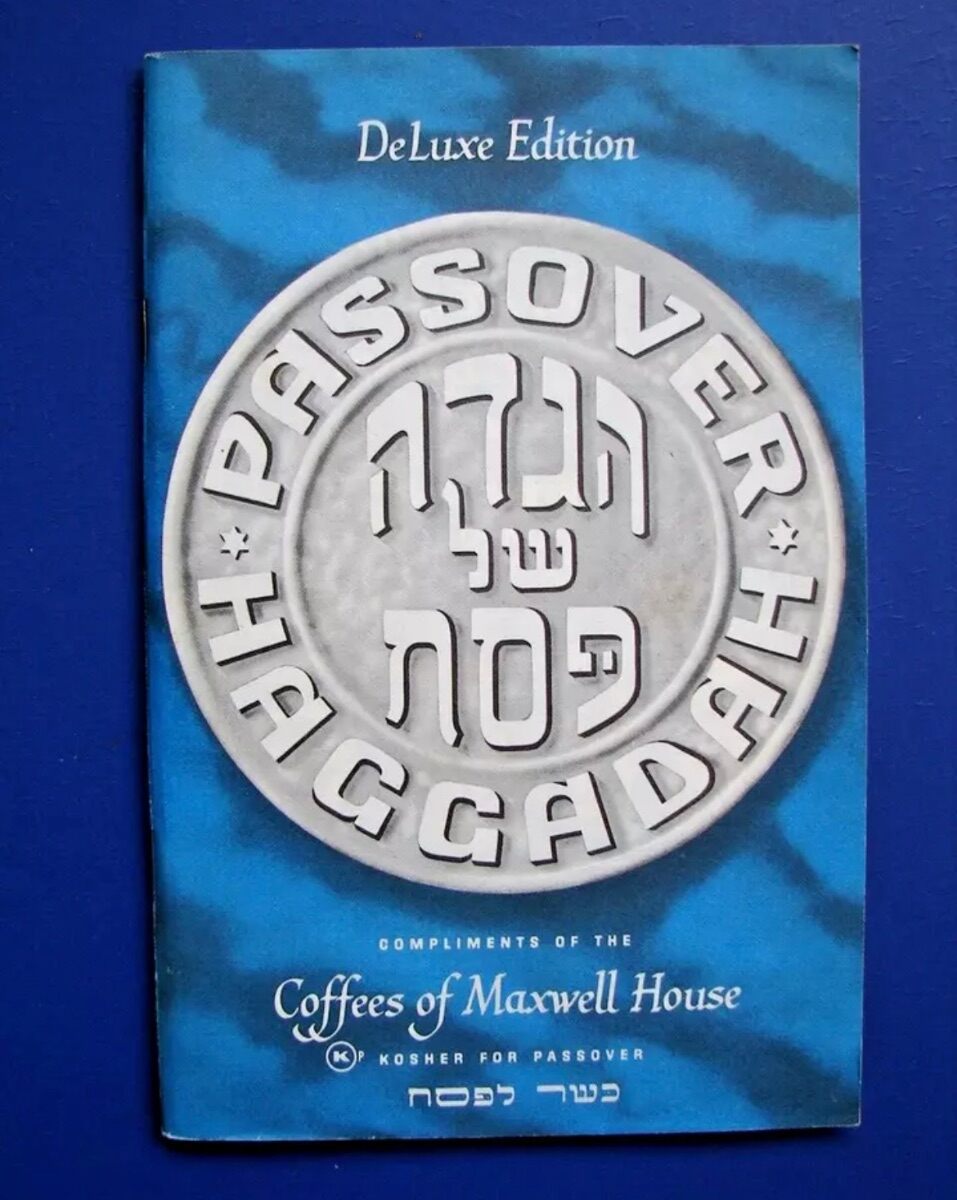 DeLuxe Edition
PASSOVER
הגדה
של
פסח
HAGGADAH
COMPLIMENTS OF THE
Coffees of Maxwell House
K P KOSHER FOR PASSOVER
כשר לפסח